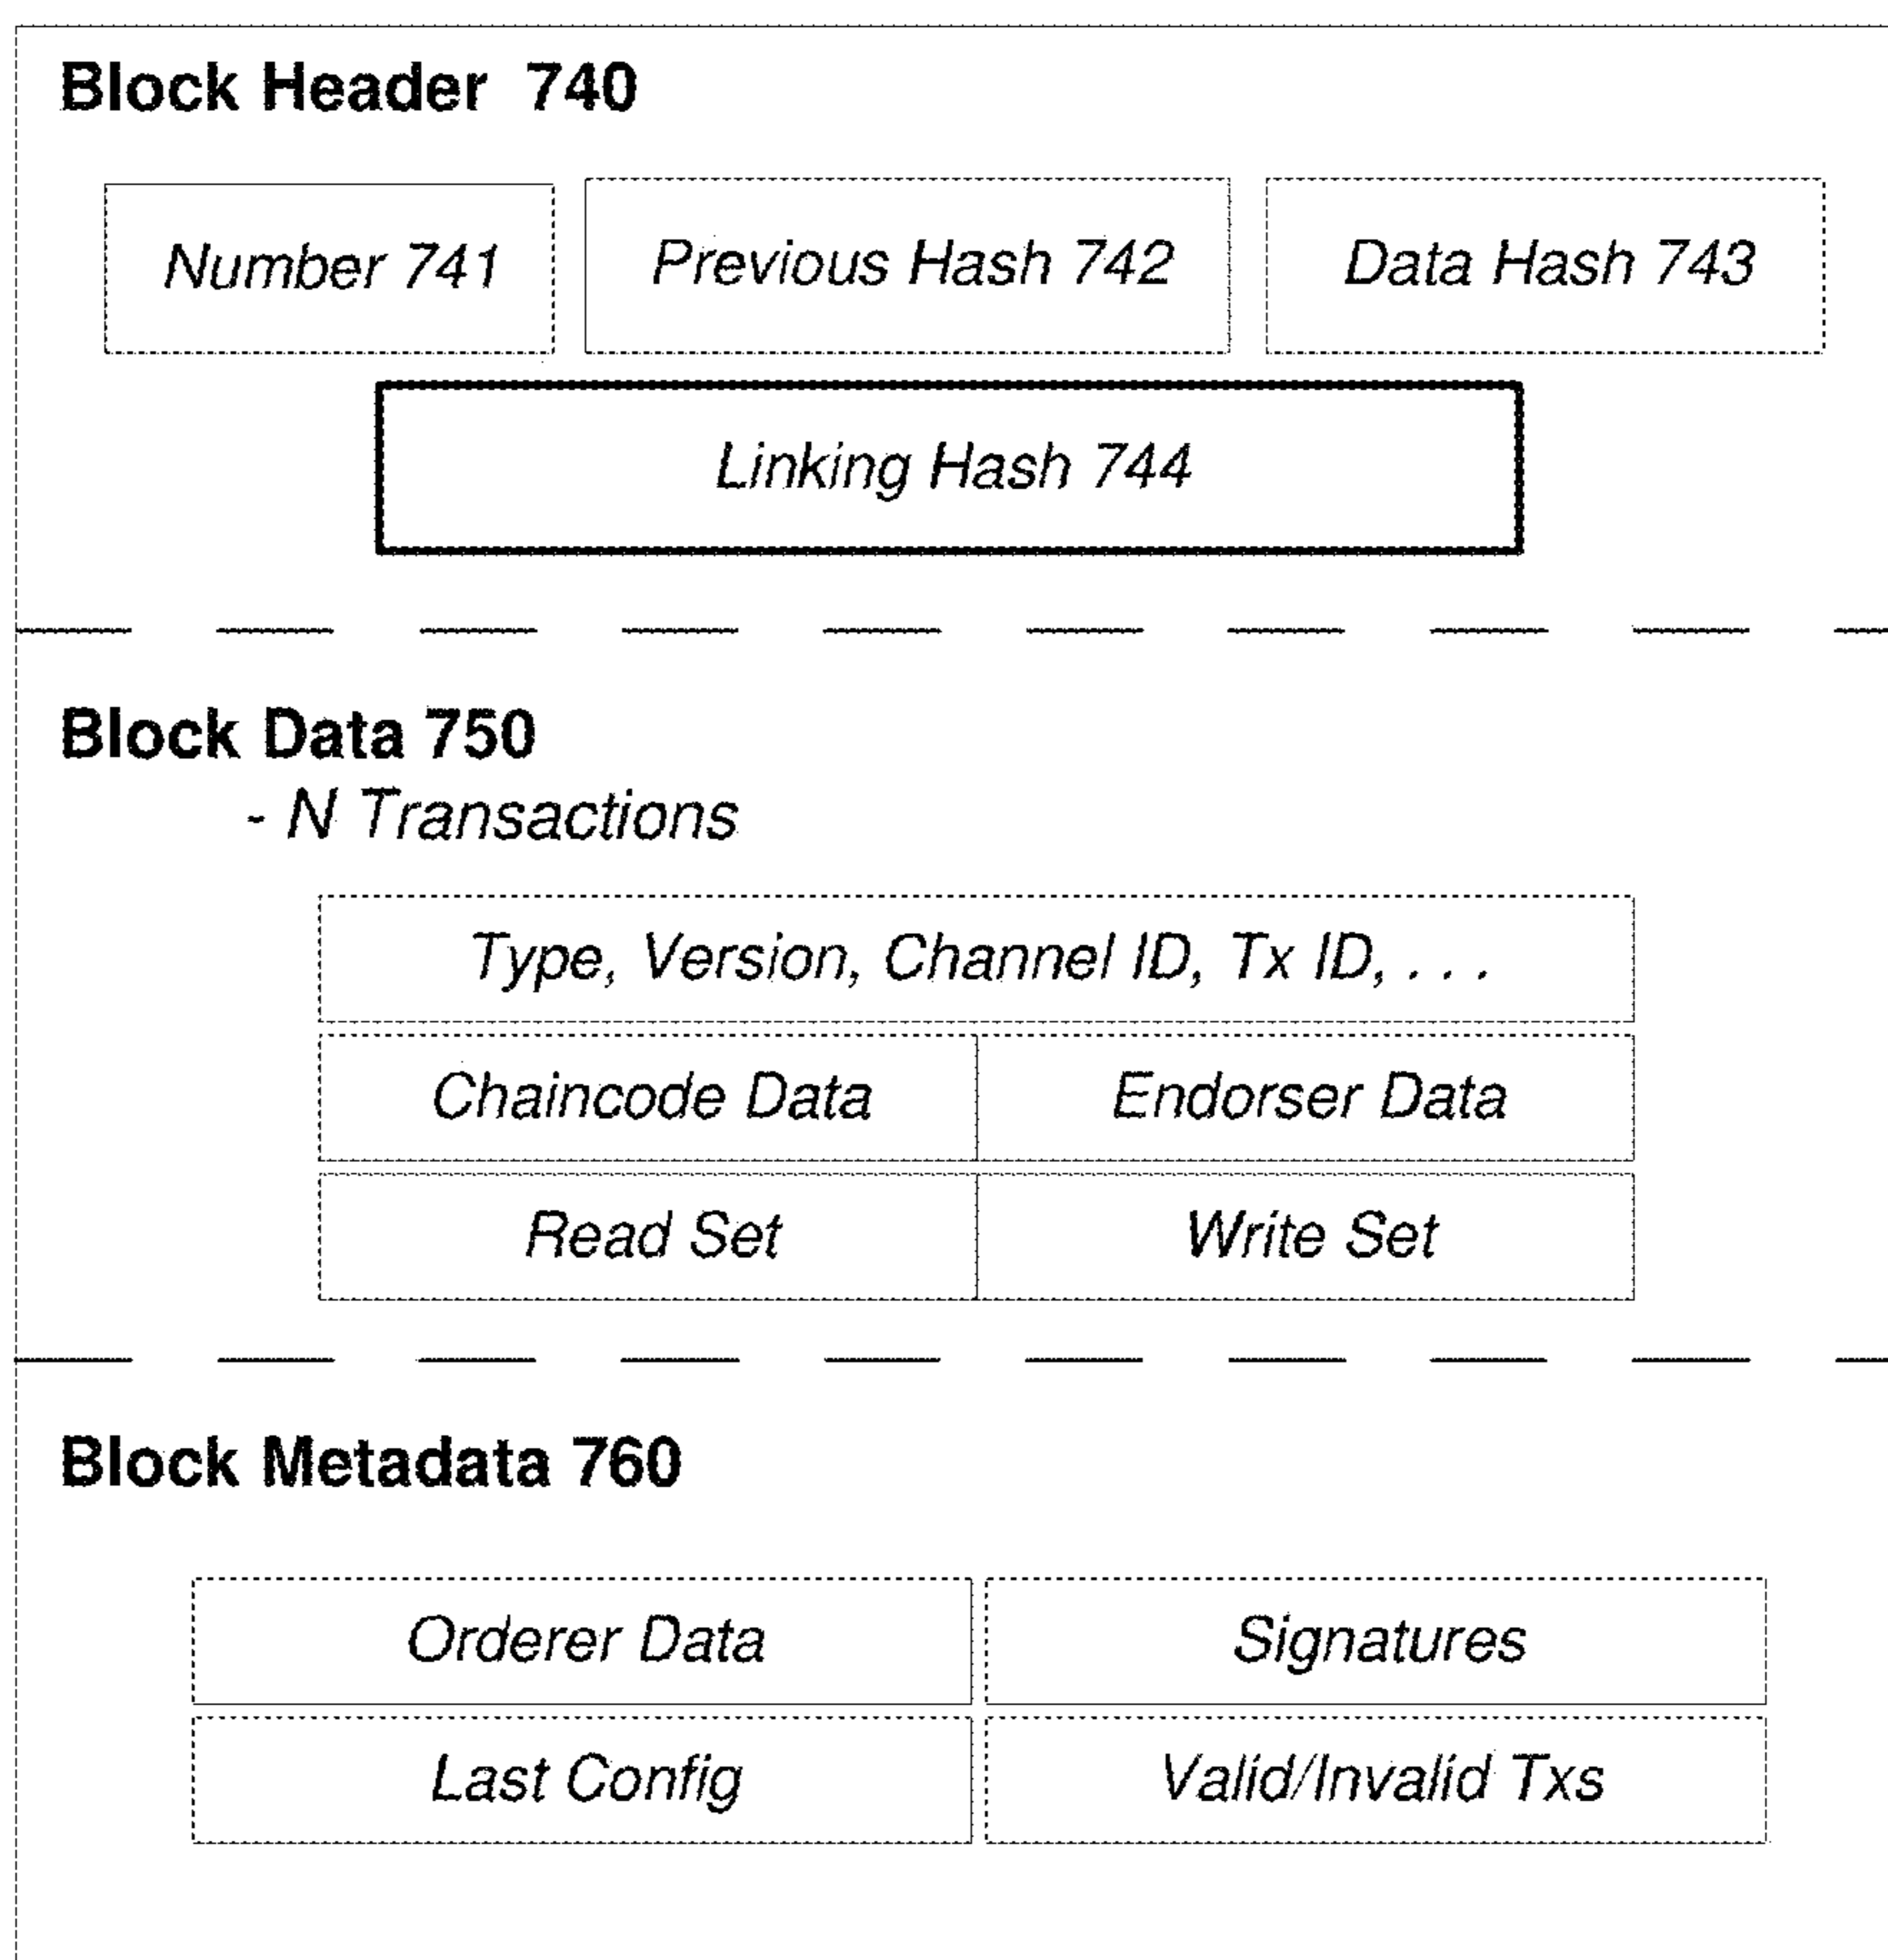 Block Header 740
Number 741
Previous Hash 742
Data Hash 743
Linking Hash 744
Block Data 750
- N Transactions
Type, Version, Channel ID, Tx ID, . . .
Chaincode Data
Endorser Data
Read Set
Write Set
Block Metadata 760
Orderer Data
Signatures
Last Config
Valid/Invalid Txs